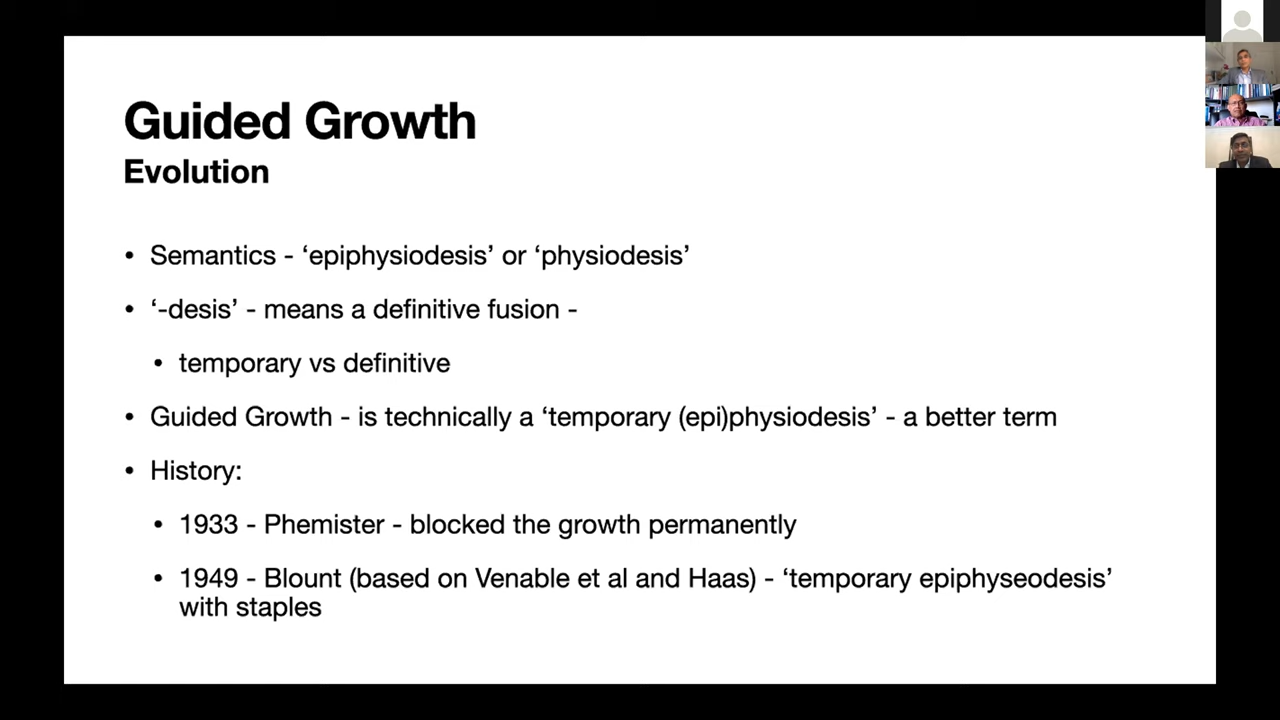 Guided Growth
Evolution
• Semantics - ‘epiphysiodesis’ or ‘physiodesis’
• ‘-desis’ - means a definitive fusion -
• temporary vs definitive
• Guided Growth - is technically a ‘temporary (epi)physiodesis’ - a better term
• History:
• 1933 - Phemister - blocked the growth permanently
• 1949 - Blount (based on Venable et al and Haas) - ‘temporary epiphyseodesis’
with staples